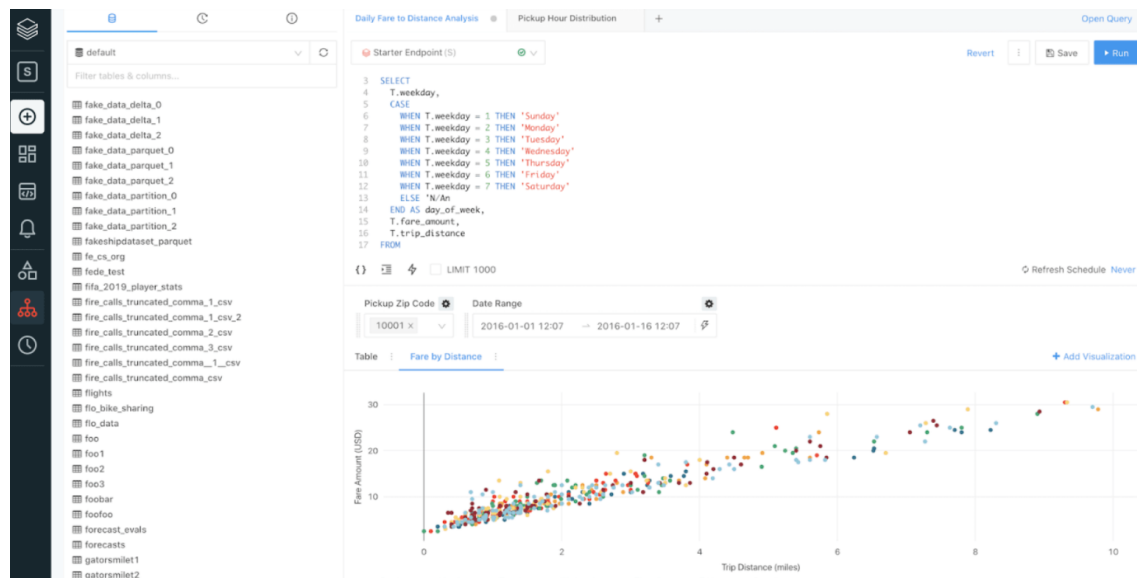 S
default
Filter tables & columns...
fake_data_delta_0
fake_data_delta_1
fake_data_delta_2
fake_data_parquet_0
fake_data_parquet_1
fake_data_parquet_2
fake_data_partition_0
fake_data_partition_1
fake_data_partition_2
fakeshipdataset_parquet
fe_cs_org
fede_test
fifa_2019_player_stats
fire_calls_truncated_comma_1_csv
fire_calls_truncated_comma_1_csv_2
fire_calls_truncated_comma_2_csv
fire_calls_truncated_comma_3_csv
fire_calls_truncated_comma__1__csv
fire_calls_truncated_comma_csv
flights
flo_bike_sharing
flo_data
foo
foo1
foo2
foo3
foobar
foofoo
forecast_evals
forecasts
gatorsmilet1
gatorsmilet2
Daily Fare to Distance Analysis Pickup Hour Distribution + Open Query
Starter Endpoint (S) Revert Save Run
3 SELECT
4 T.weekday,
5 CASE
6 WHEN T.weekday = 1 THEN 'Sunday'
7 WHEN T.weekday = 2 THEN 'Monday'
8 WHEN T.weekday = 3 THEN 'Tuesday'
9 WHEN T.weekday = 4 THEN 'Wednesday'
10 WHEN T.weekday = 5 THEN 'Thursday'
11 WHEN T.weekday = 6 THEN 'Friday'
12 WHEN T.weekday = 7 THEN 'Saturday'
13 ELSE 'N/An
14 END AS day_of_week,
15 T.fare_amount,
16 T.trip_distance
17 FROM
{} LIMIT 1000 Refresh Schedule Never
Pickup Zip Code Date Range
10001 × 2016-01-01 12:07 → 2016-01-16 12:07
Table Fare by Distance + Add Visualization
30
20
10
Fare Amount (USD)
0 2 4 6 8 10
Trip Distance (miles)